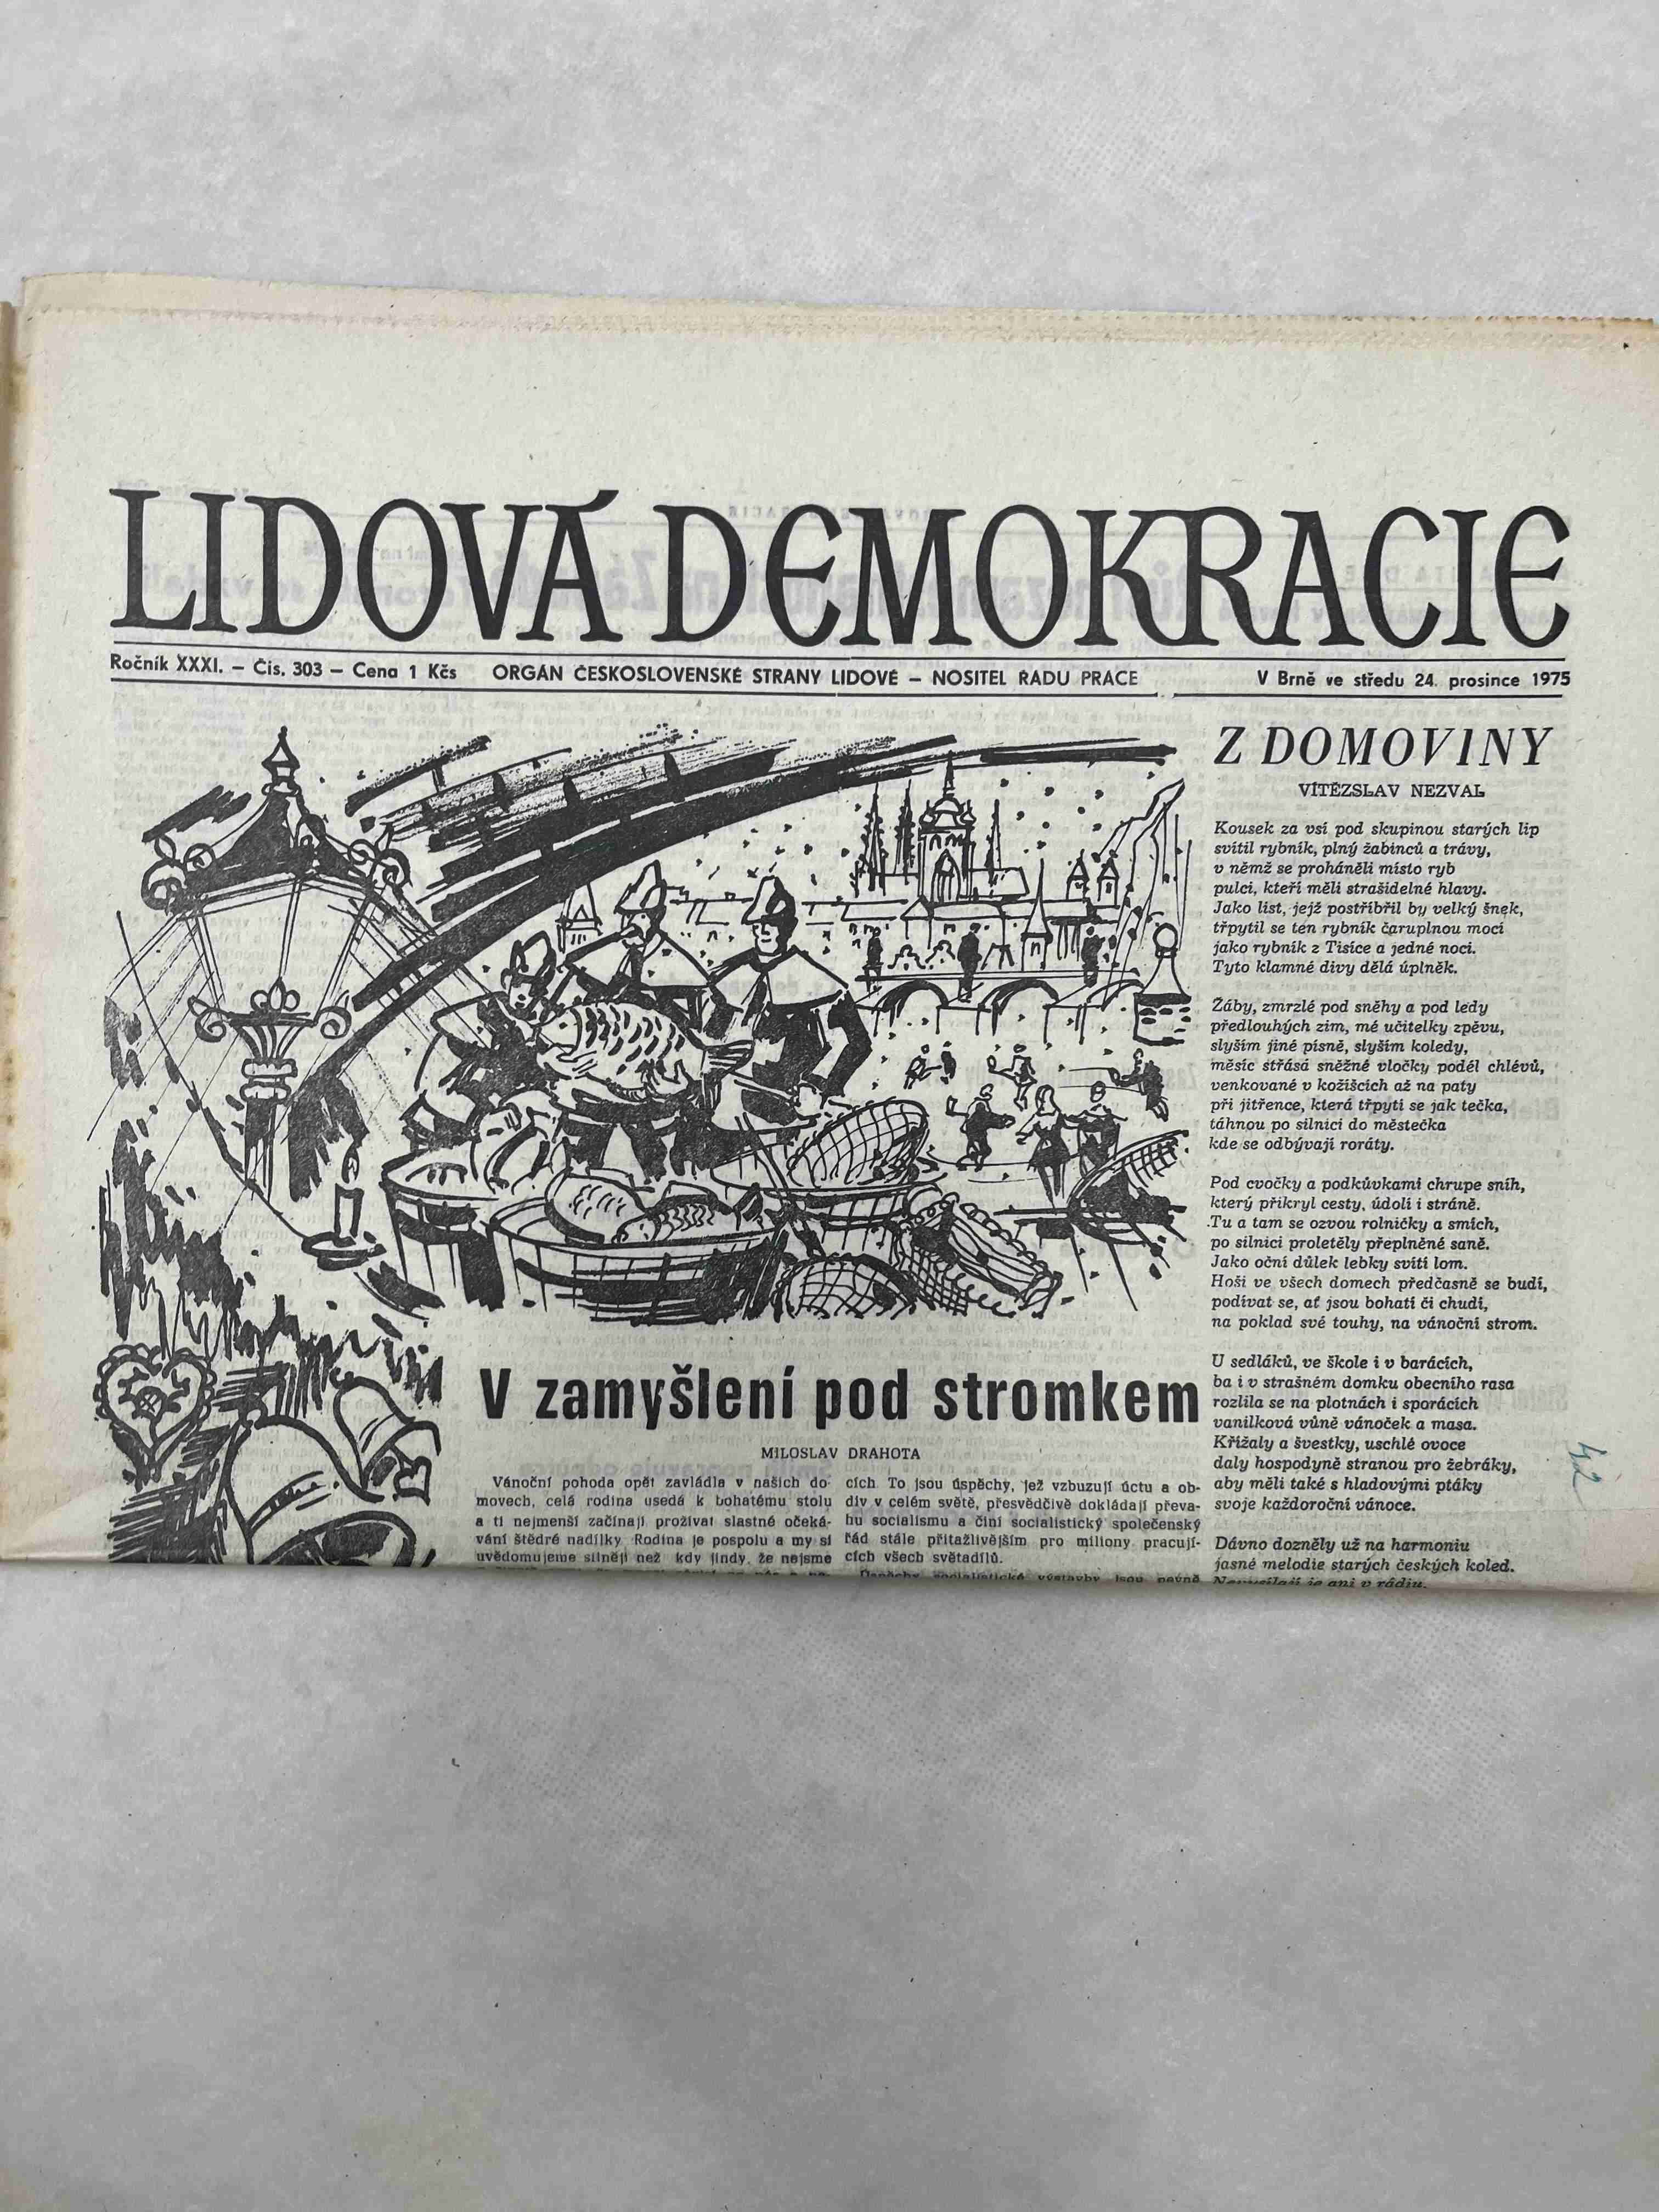 LIDOVÁ DEMOKRACIE
Ročník XXXI. – Čís. 303 – Cena 1 Kčs ORGÁN ČESKOSLOVENSKÉ STRANY LIDOVÉ – NOSITEL ŘÁDU PRÁCE V Brně ve středu 24. prosince 1975
V zamyšlení pod stromkem
MILOSLAV DRAHOTA
Vánoční pohoda opět zavládla v našich do-
movech, celá rodina usedá k bohatému stolu
a ti nejmenší začínají prožívat slastné očeká-
vání štědré nadílky. Rodina je pospolu a my si
uvědomujeme silněji než kdy jindy, že nejsme
cích. To jsou úspěchy, jež vzbuzují úctu a ob-
div v celém světě, přesvědčivě dokládají převa-
hu socialismu a činí socialistický společenský
řád stále přitažlivějším pro miliony pracují-
cích všech světadílů.
Úspěchy socialistické výstavby jsou pevně
Z DOMOVINY
VÍTĚZSLAV NEZVAL
Kousek za vsí pod skupinou starých lip
svítil rybník, plný žabinců a trávy,
v němž se proháněli místo ryb
pulci, kteří měli strašidelné hlavy.
Jako list, jejž postříbřil by velký šnek,
třpytil se ten rybník čaruplnou mocí
jako rybník z Tisíce a jedné noci.
Tyto klamné divy dělá úplněk.
Žáby, zmrzlé pod sněhy a pod ledy
předlouhých zim, mé učitelky zpěvu,
slyším jiné písně, slyším koledy,
měsíc střásá sněžné vločky podél chlévů,
venkované v kožišcích až na paty
při jitřence, která třpytí se jak tečka,
táhnou po silnici do městečka
kde se odbývají roráty.
Pod cvočky a podkůvkami chrupe sníh,
který přikryl cesty, údolí i stráně.
Tu a tam se ozvou rolničky a smích,
po silnici proletěly přeplněné saně.
Jako oční důlek lebky svítí lom.
Hoši ve všech domech předčasně se budí,
podívat se, ať jsou bohatí či chudí,
na poklad své touhy, na vánoční strom.
U sedláků, ve škole i v barácích,
ba i v strašném domku obecního rasa
rozlila se na plotnách i sporácích
vanilková vůně vánoček a masa.
Křížaly a švestky, uschlé ovoce
daly hospodyně stranou pro žebráky,
aby měli také s hladovými ptáky
svoje každoroční vánoce.
Dávno dozněly už na harmoniu
jasné melodie starých českých koled.
Nevysílají je ani v rádiu.
42